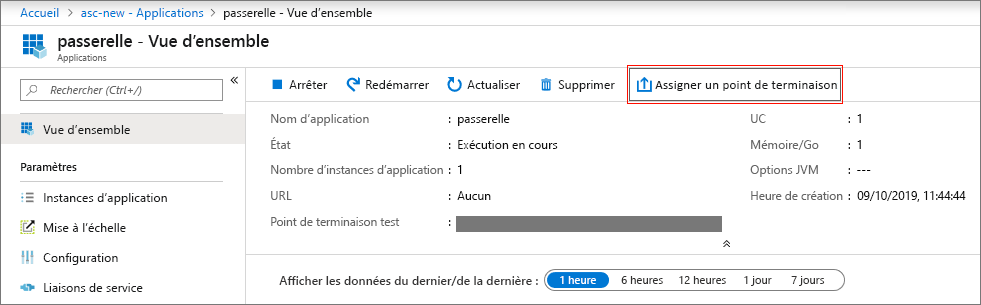 Accueil > asc-new - Applications > passerelle - Vue d'ensemble
passerelle - Vue d'ensemble
Applications
Rechercher (Ctrl+/)
«
Vue d'ensemble
Paramètres
Instances d'application
Mise à l'échelle
Configuration
Liaisons de service
Arrêter Redémarrer Actualiser Supprimer Assigner un point de terminaison
Nom d'application : passerelle UC : 1
État : Exécution en cours Mémoire/Go : 1
Nombre d'instances d'application : 1 Options JVM : ---
URL : Aucun Heure de création : 09/10/2019, 11:44:44
Point de terminaison test :
Afficher les données du dernier/de la dernière : 1 heure 6 heures 12 heures 1 jour 7 jours